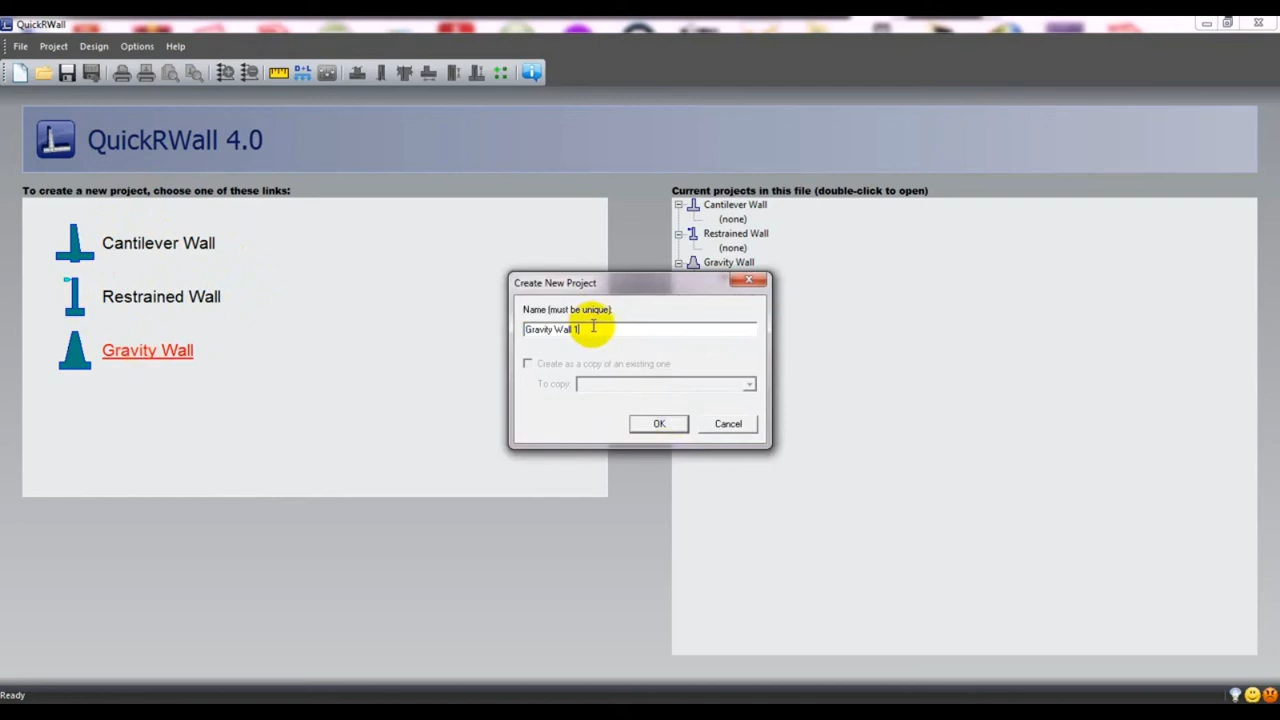 QuickRWall
File Project Design Options Help
D+L
QuickRWall 4.0
To create a new project, choose one of these links:
Cantilever Wall
Restrained Wall
Gravity Wall
Current projects in this file (double-click to open)
Cantilever Wall
(none)
Restrained Wall
(none)
Gravity Wall
Create New Project
Name (must be unique):
Gravity Wall 1
Create as a copy of an existing one
To copy:
OK Cancel
Ready